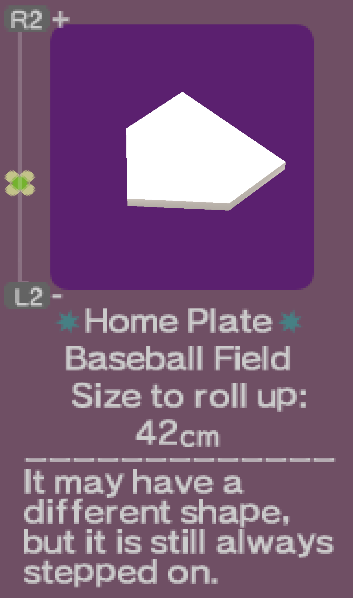 R2 +
L2 -
Home Plate
Baseball Field
Size to roll up:
42cm
It may have a
different shape,
but it is still always
stepped on.